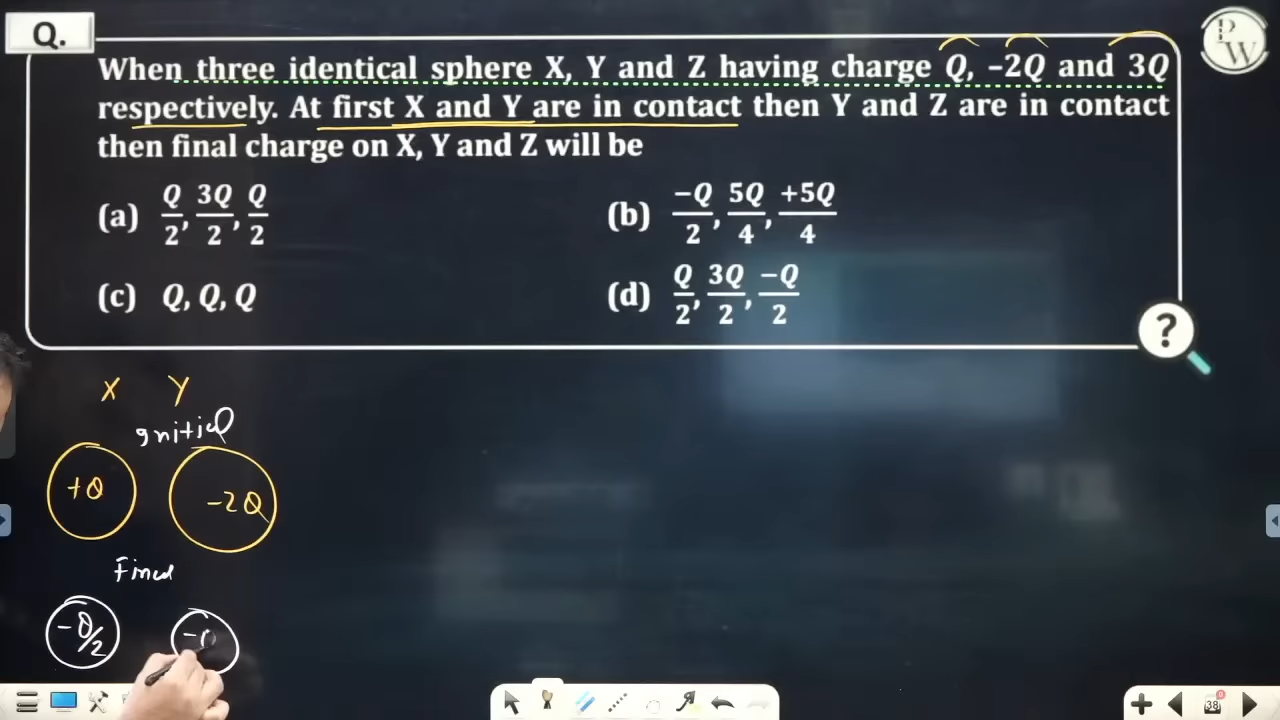 Q.
P
W
When three identical sphere X, Y and Z having charge Q, –2Q and 3Q
respectively. At first X and Y are in contact then Y and Z are in contact
then final charge on X, Y and Z will be
(a) Q/2, 3Q/2, Q/2
(b) –Q/2, 5Q/4, +5Q/4
(c) Q, Q, Q
(d) Q/2, 3Q/2, –Q/2
?
X Y
Initial
+Q -2Q
Final
-Q/2
38